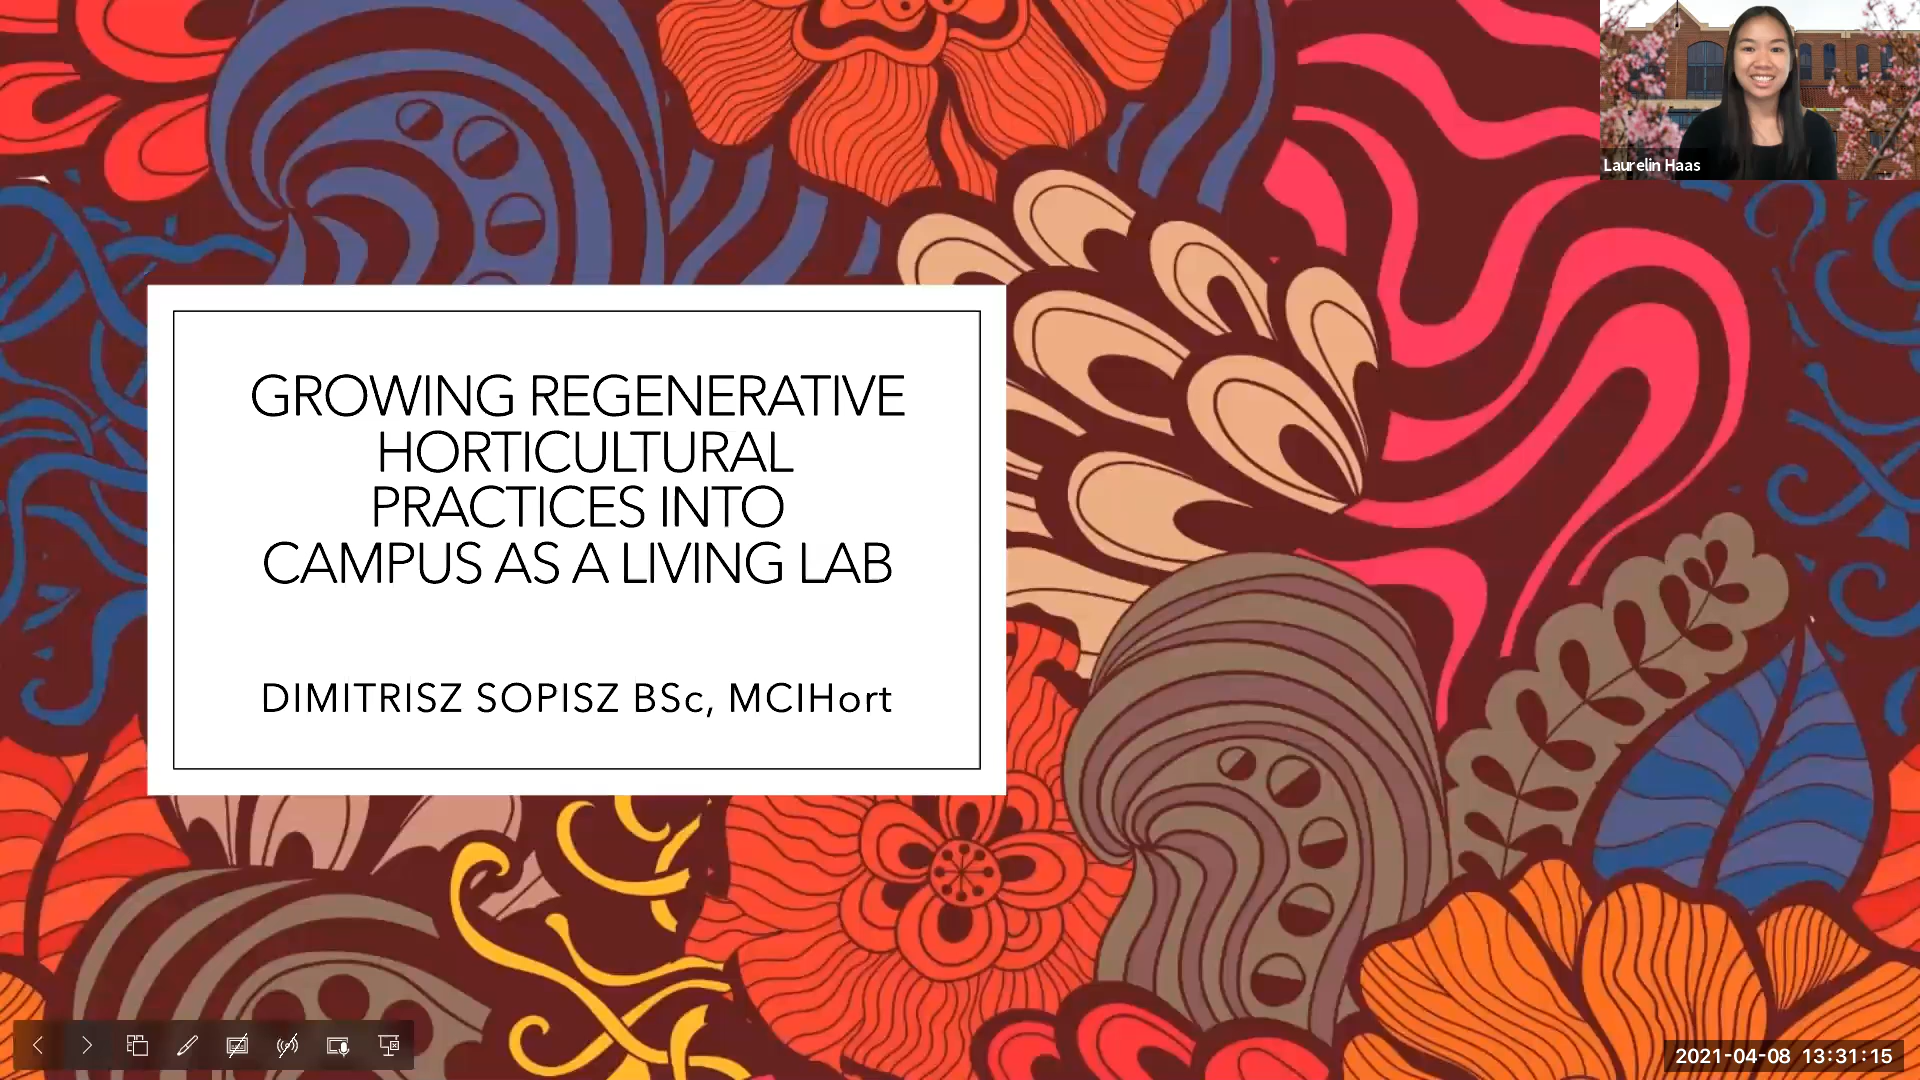 Laurelin Haas
GROWING REGENERATIVE
HORTICULTURAL
PRACTICES INTO
CAMPUS AS A LIVING LAB
DIMITRISZ SOPISZ BSc, MCIHort
2021-04-08 13:31:15